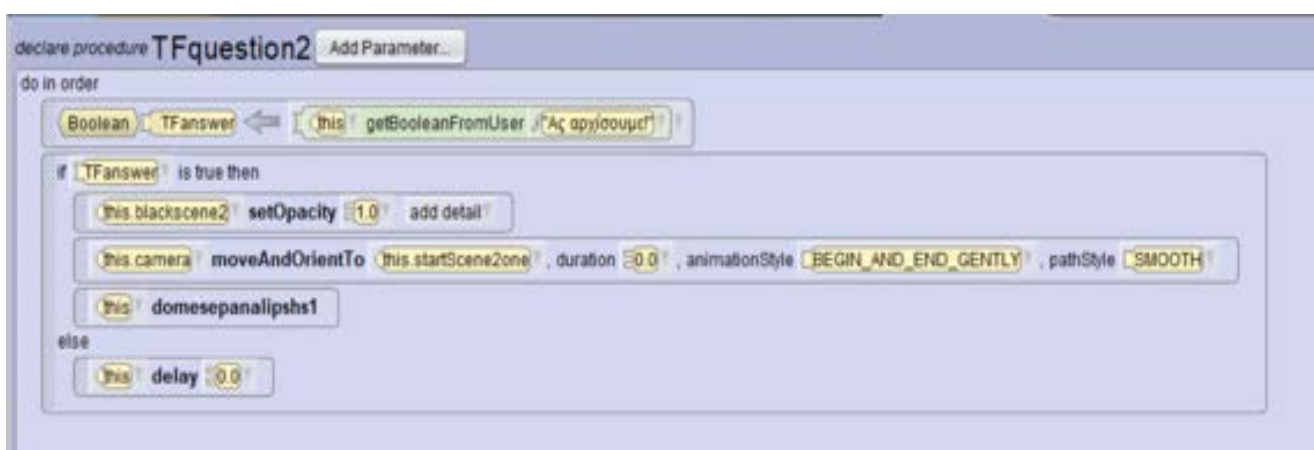 declare procedure TFquestion2 Add Parameter...
do in order
Boolean TFanswer this getBooleanFromUser "Ας αρχίσουμε!"
if TFanswer is true then
this.blackscene2 setOpacity 1.0 add detail
this.camera moveAndOrientTo this.startScene2one , duration 0.0 , animationStyle BEGIN_AND_END_GENTLY , pathStyle SMOOTH
this domesepanalipshs1
else
this delay 0.0